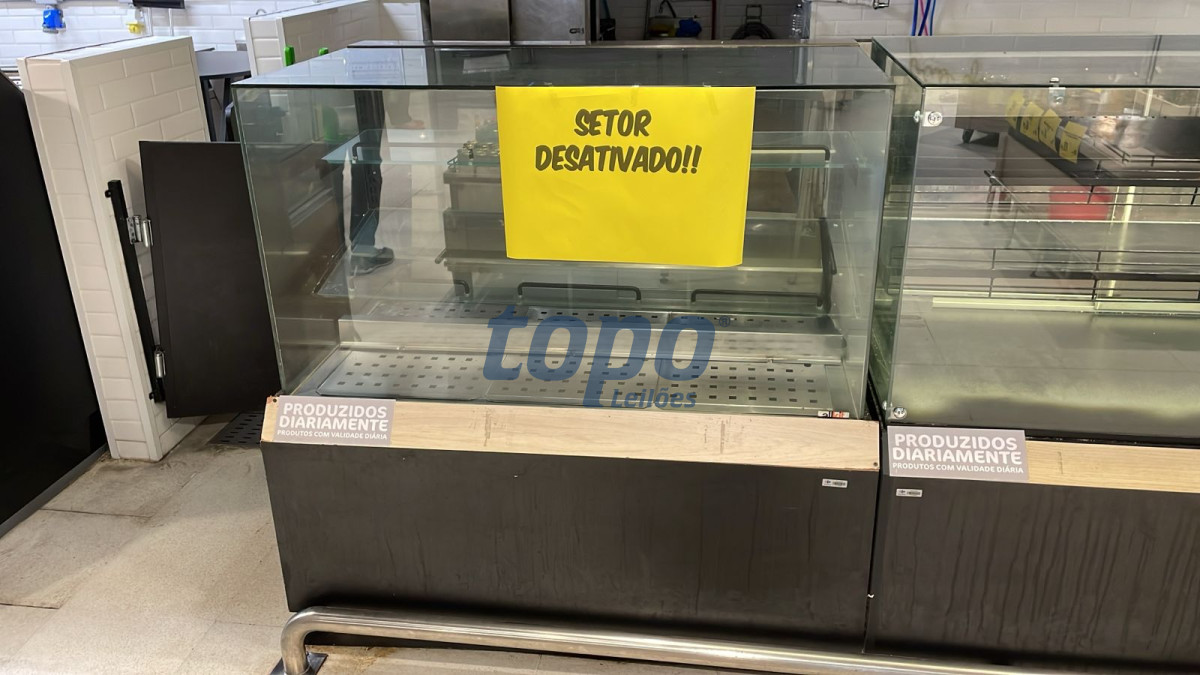 SETOR
DESATIVADO!!
topo®
leilões
PRODUZIDOS
DIARIAMENTE
PRODUTOS COM VALIDADE DIÁRIA
PRODUZIDOS
DIARIAMENTE
PRODUTOS COM VALIDADE DIÁRIA